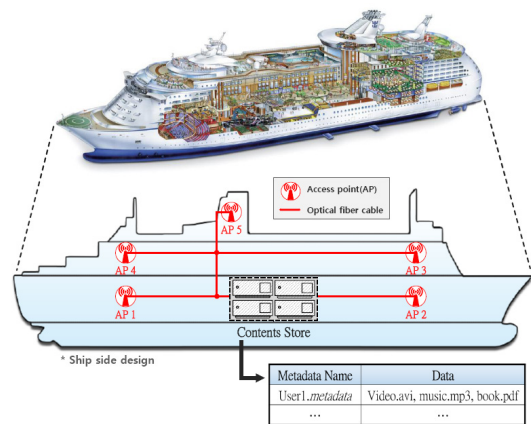 Access point(AP)
Optical fiber cable
AP 5
AP 4
AP 3
AP 1
AP 2
Contents Store
* Ship side design
Metadata Name Data
User1.metadata Video.avi, music.mp3, book.pdf
... ...